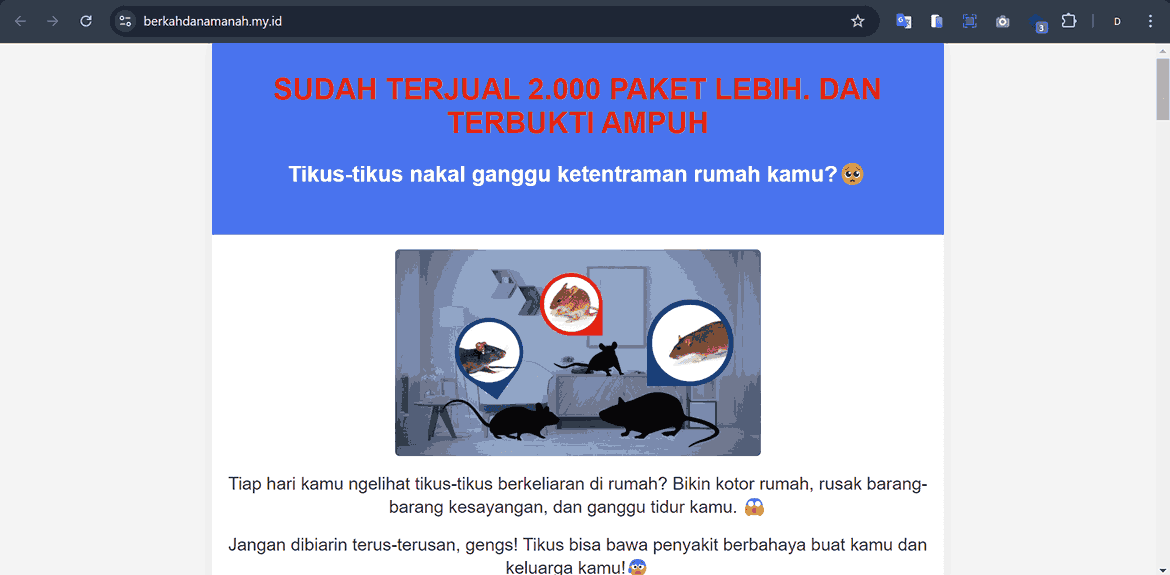 berkahdanamanah.my.id
3
D
SUDAH TERJUAL 2.000 PAKET LEBIH. DAN
TERBUKTI AMPUH
Tikus-tikus nakal ganggu ketentraman rumah kamu?🥺
Tiap hari kamu ngelihat tikus-tikus berkeliaran di rumah? Bikin kotor rumah, rusak barang-
barang kesayangan, dan ganggu tidur kamu. 😱
Jangan dibiarin terus-terusan, gengs! Tikus bisa bawa penyakit berbahaya buat kamu dan
keluarga kamu!😰